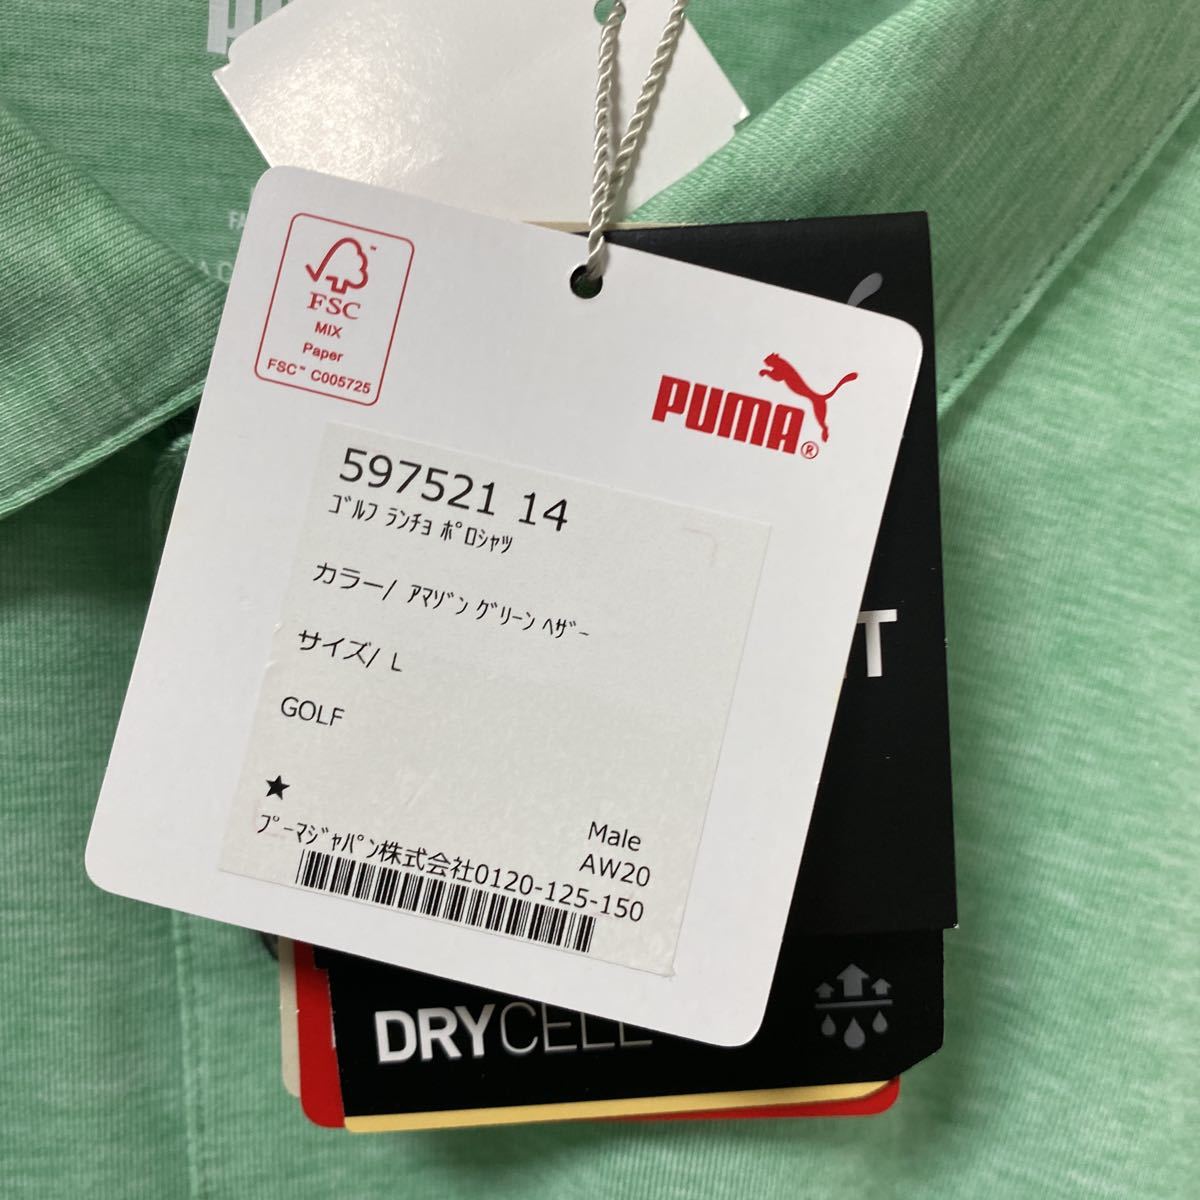 FSC
MIX
Paper
FSC™ C005725
PUMA®
597521 14
ｺﾞﾙﾌ ﾗﾝﾁｮ ﾎﾟﾛｼｬﾂ
カラー/ ｱﾏｿﾞﾝ ｸﾞﾘｰﾝ ﾍｻﾞｰ
サイズ/ L
GOLF
★
Male
AW20
ﾌﾟｰﾏｼﾞｬﾊﾟﾝ株式会社0120-125-150
DRYCELL